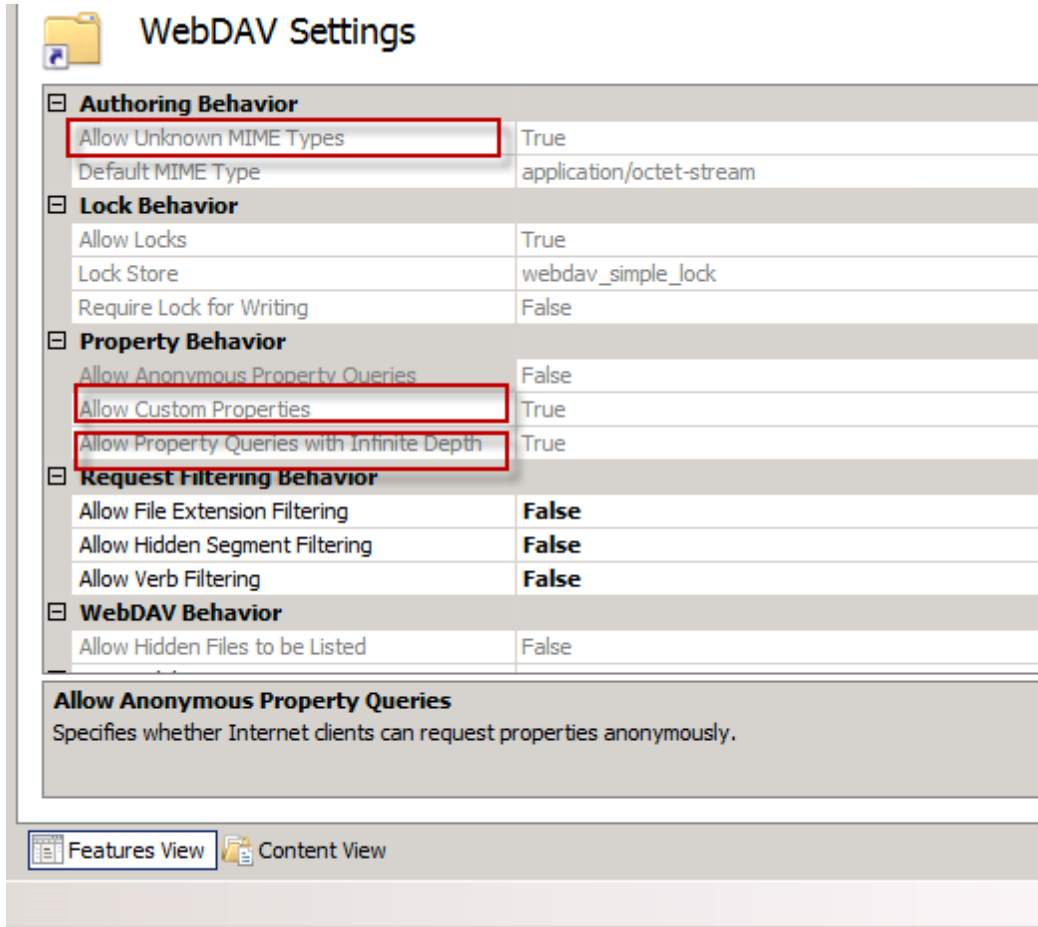 WebDAV Settings
Authoring Behavior
Allow Unknown MIME Types True
Default MIME Type application/octet-stream
Lock Behavior
Allow Locks True
Lock Store webdav_simple_lock
Require Lock for Writing False
Property Behavior
Allow Anonymous Property Queries False
Allow Custom Properties True
Allow Property Queries with Infinite Depth True
Request Filtering Behavior
Allow File Extension Filtering False
Allow Hidden Segment Filtering False
Allow Verb Filtering False
WebDAV Behavior
Allow Hidden Files to be Listed False
Allow Anonymous Property Queries
Specifies whether Internet clients can request properties anonymously.
Features View Content View